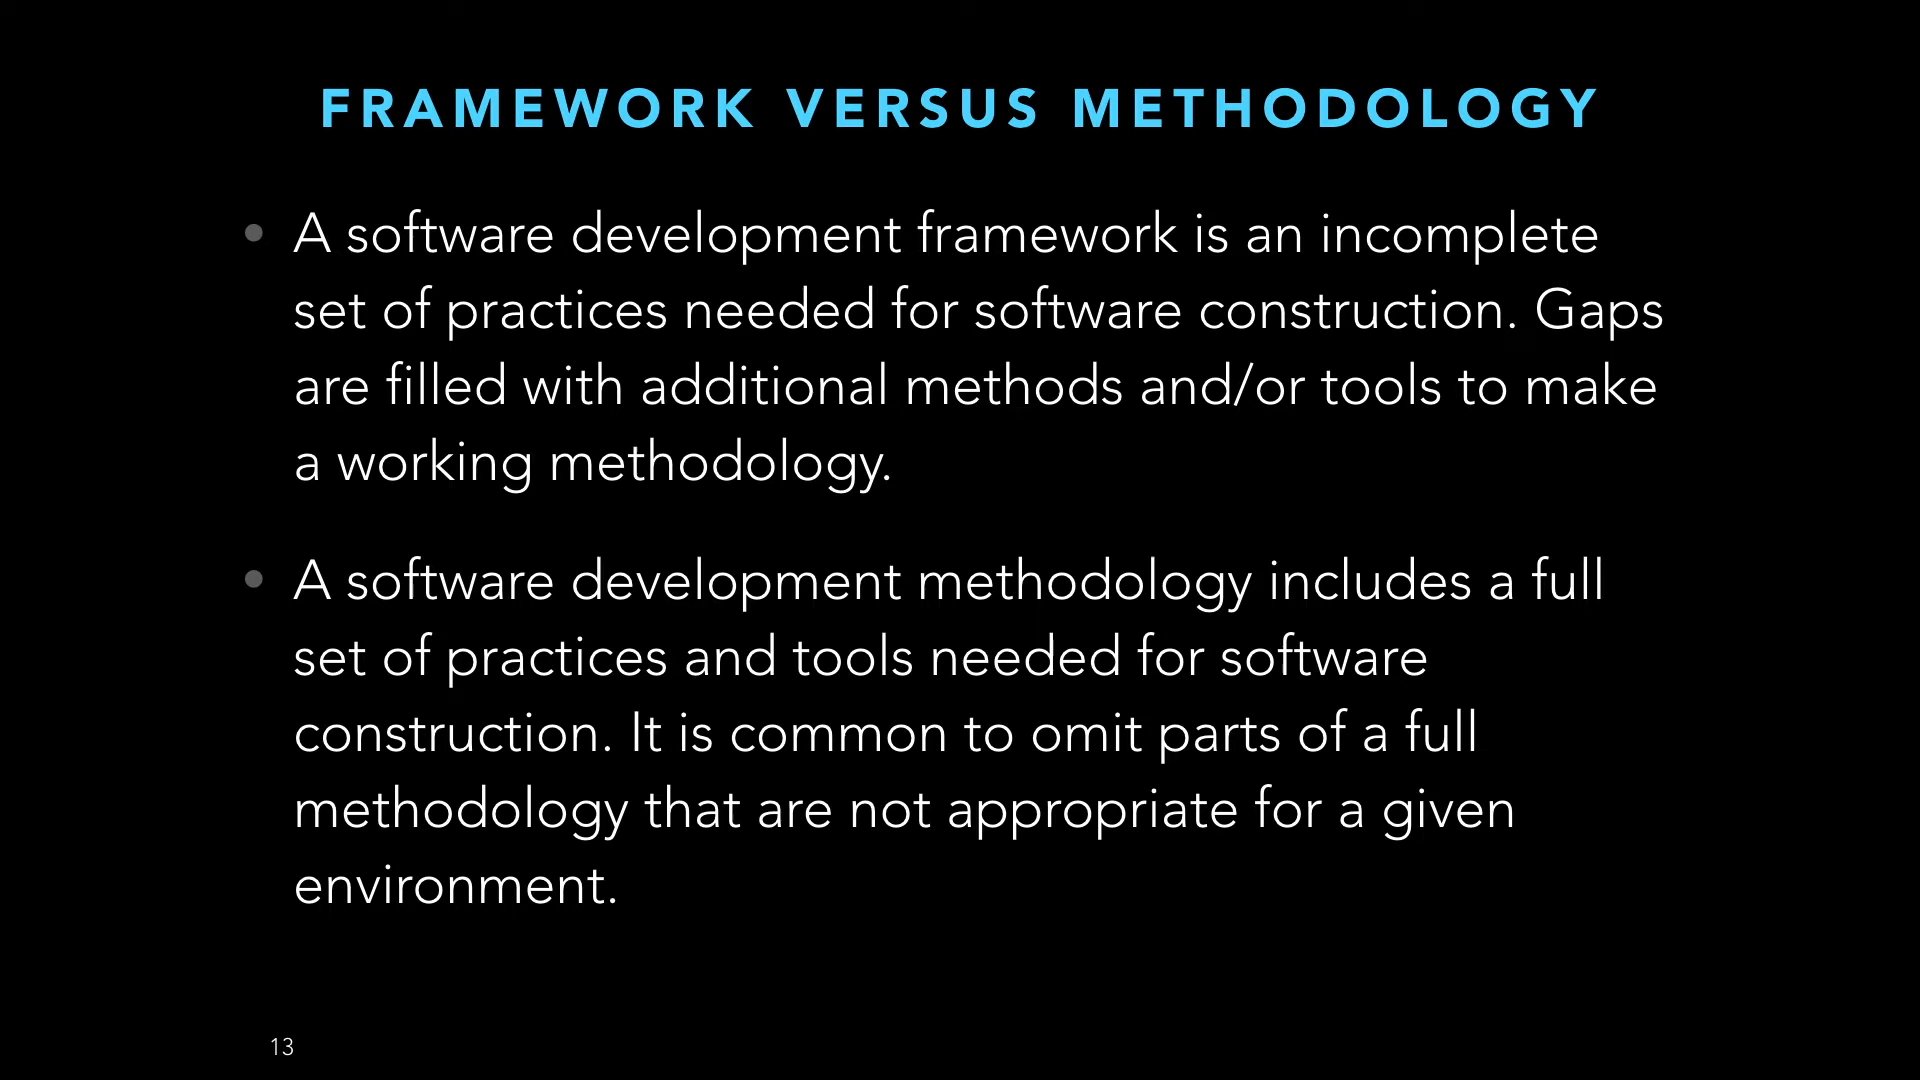 FRAMEWORK VERSUS METHODOLOGY
• A software development framework is an incomplete
set of practices needed for software construction. Gaps
are filled with additional methods and/or tools to make
a working methodology.
• A software development methodology includes a full
set of practices and tools needed for software
construction. It is common to omit parts of a full
methodology that are not appropriate for a given
environment.
13